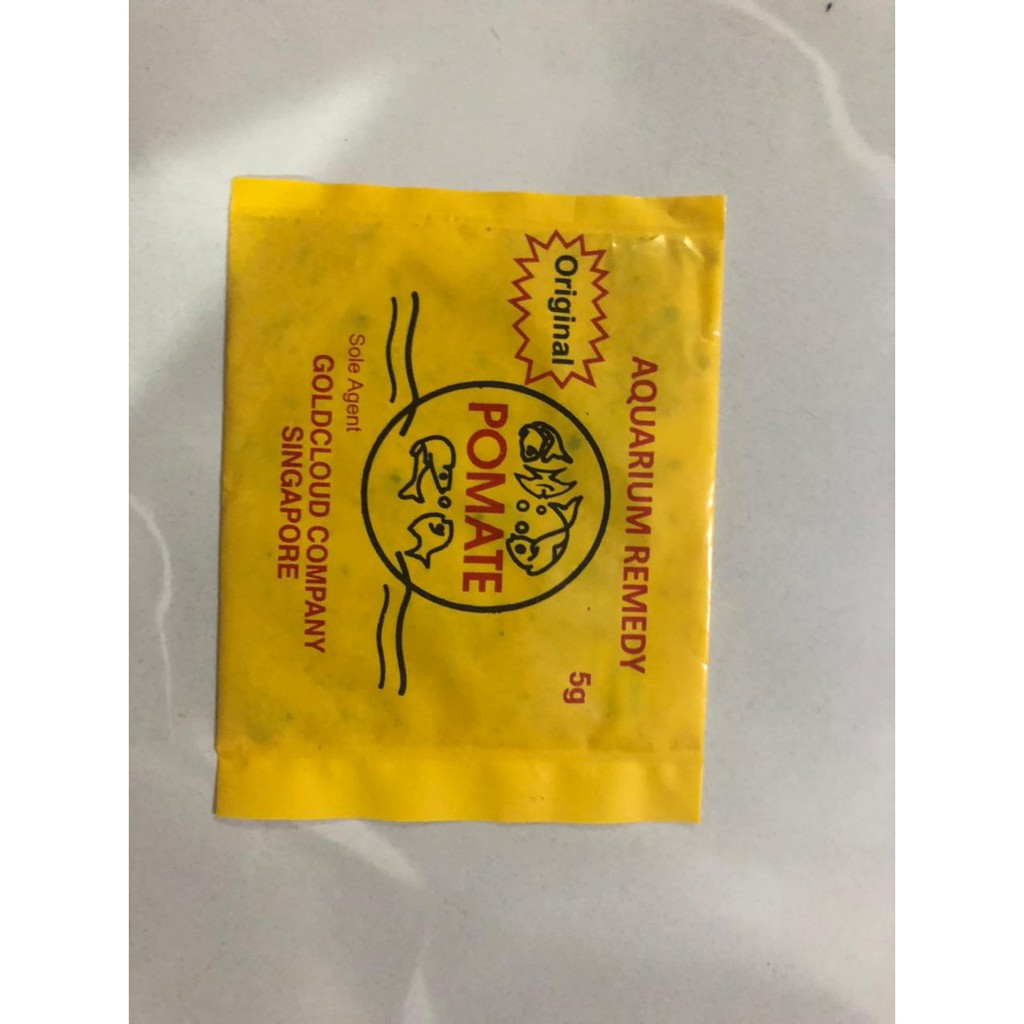 AQUARIUM REMEDY
Original
5g
POMATE
Sole Agent
GOLDCLOUD COMPANY
SINGAPORE